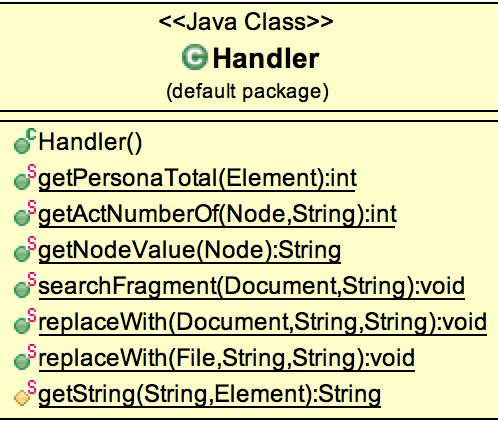 <<Java Class>>
C Handler
(default package)
C Handler()
S getPersonaTotal(Element):int
S getActNumberOf(Node,String):int
S getNodeValue(Node):String
S searchFragment(Document,String):void
S replaceWith(Document,String,String):void
S replaceWith(File,String,String):void
S getString(String,Element):String